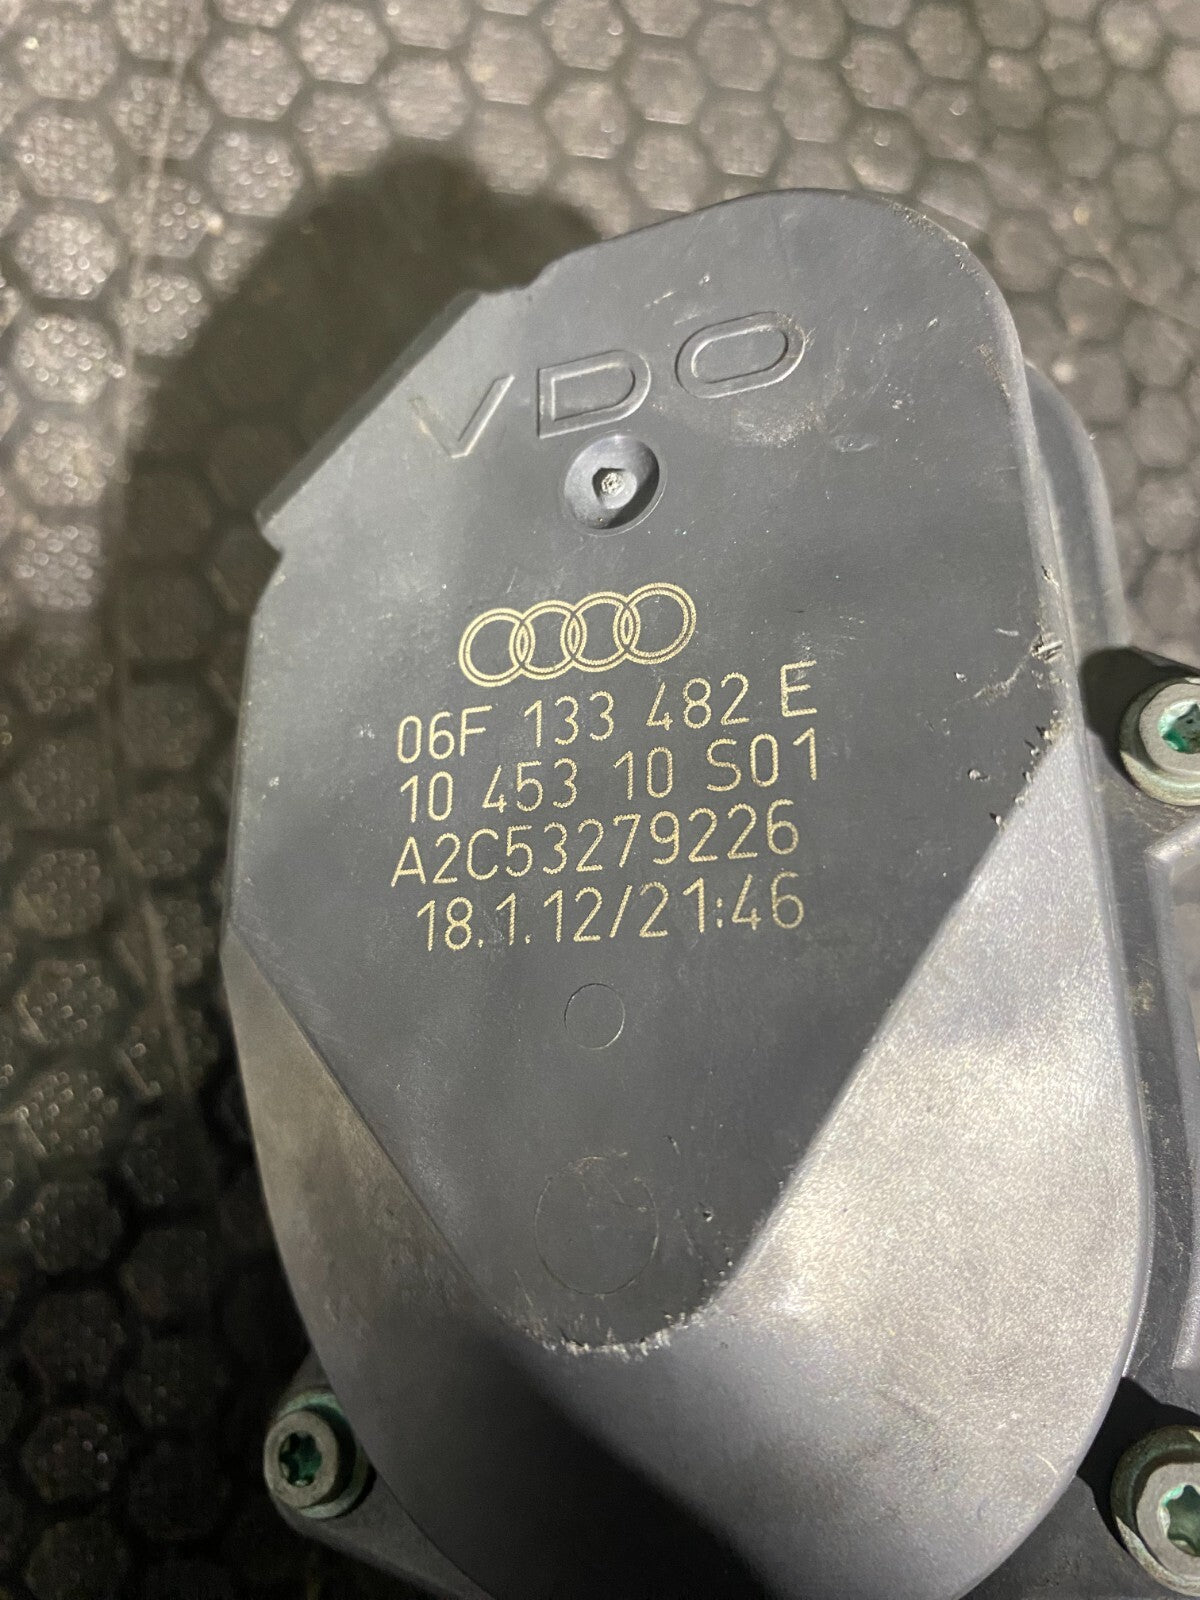 VDO
06F 133 482 E
10 453 10 S01
A2C53279226
18.1.12/21:46